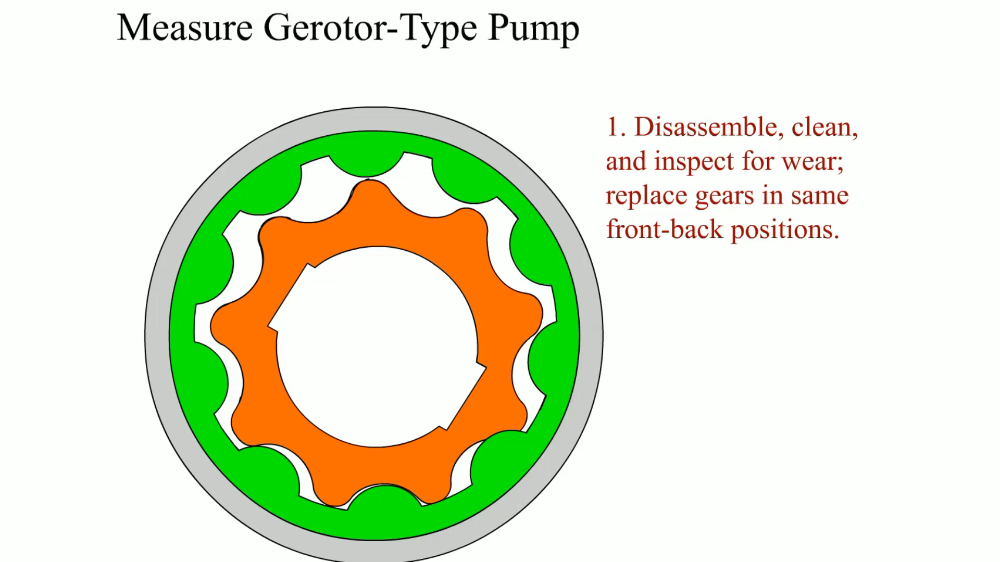 Measure Gerotor-Type Pump
1. Disassemble, clean,
and inspect for wear;
replace gears in same
front-back positions.